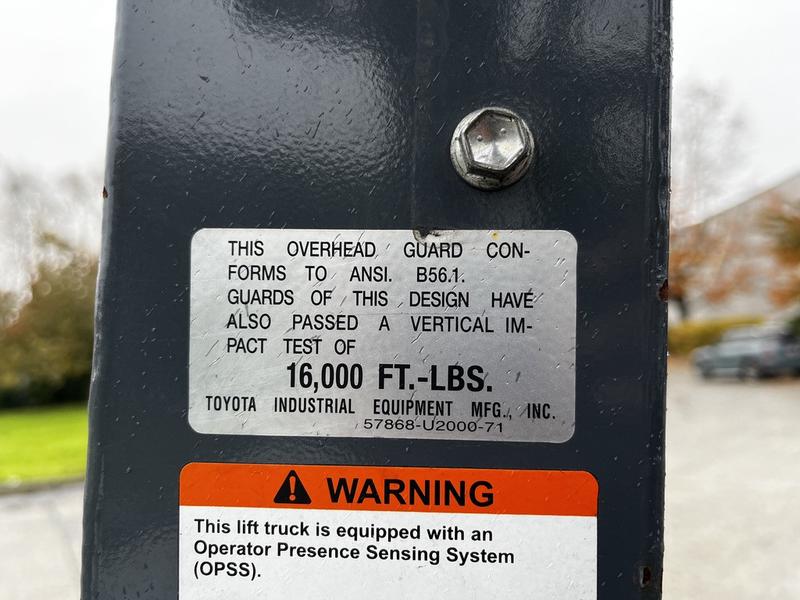 THIS OVERHEAD GUARD CON-
FORMS TO ANSI. B56.1.
GUARDS OF THIS DESIGN HAVE
ALSO PASSED A VERTICAL IM-
PACT TEST OF
16,000 FT.-LBS.
TOYOTA INDUSTRIAL EQUIPMENT MFG., INC.
57868-U2000-71
WARNING
This lift truck is equipped with an
Operator Presence Sensing System
(OPSS).